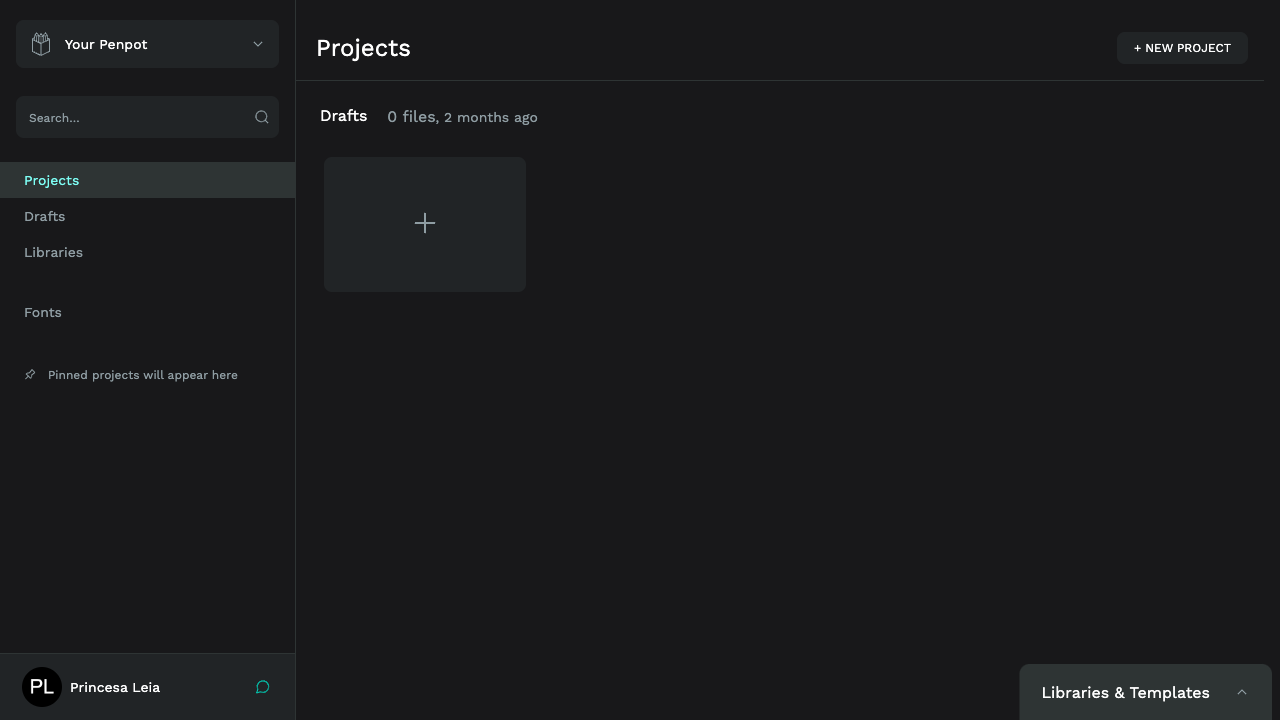 Your Penpot
Search...
Projects
Drafts
Libraries
Fonts
Pinned projects will appear here
PL Princesa Leia
Projects
+ NEW PROJECT
Drafts 0 files, 2 months ago
Libraries & Templates